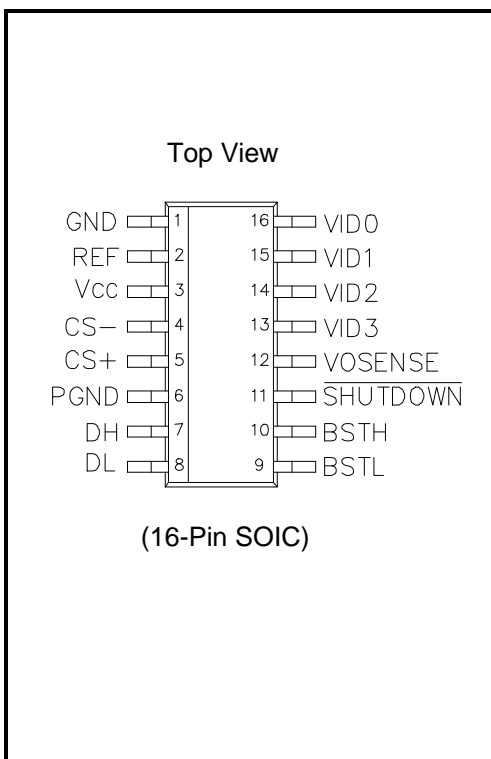 Top View
GND 1 16 VID0
REF 2 15 VID1
Vcc 3 14 VID2
CS− 4 13 VID3
CS+ 5 12 VOSENSE
PGND 6 11 SHUTDOWN
DH 7 10 BSTH
DL 8 9 BSTL
(16-Pin SOIC)